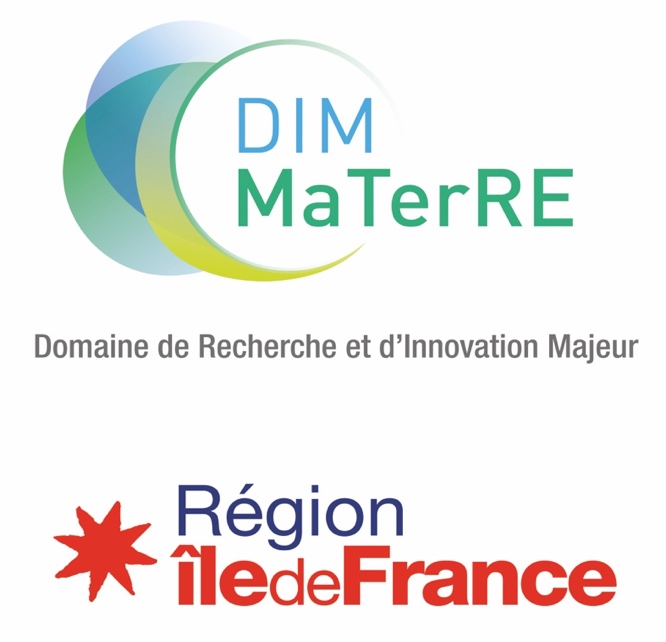 DIM
MaTerRE
Domaine de Recherche et d'Innovation Majeur
Région
îledeFrance